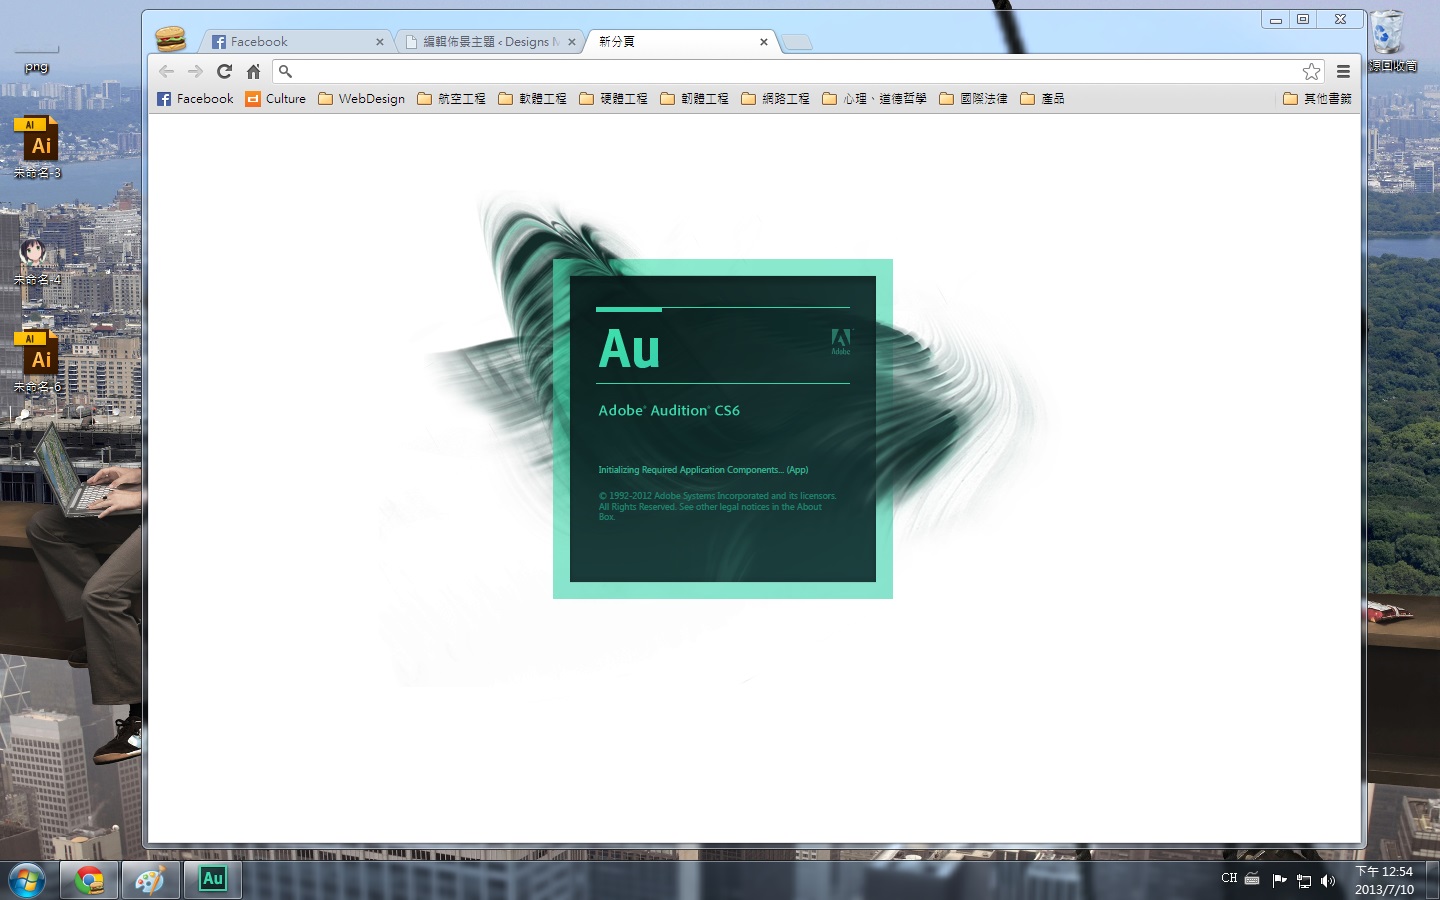 Facebook
編輯佈景主題 ‹ Designs M
新分頁
Facebook
Culture
WebDesign
航空工程
軟體工程
硬體工程
韌體工程
網路工程
心理、道德哲學
國際法律
產品
其他書籤
png
Ai
Ai
未命名-3
未命名-4
Ai
Ai
未命名-6
源回收筒
Au
Adobe
Adobe® Audition® CS6
Initializing Required Application Components... (App)
© 1992-2012 Adobe Systems Incorporated and its licensors.
All Rights Reserved. See other legal notices in the About
Box.
Au
CH
下午 12:54
2013/7/10